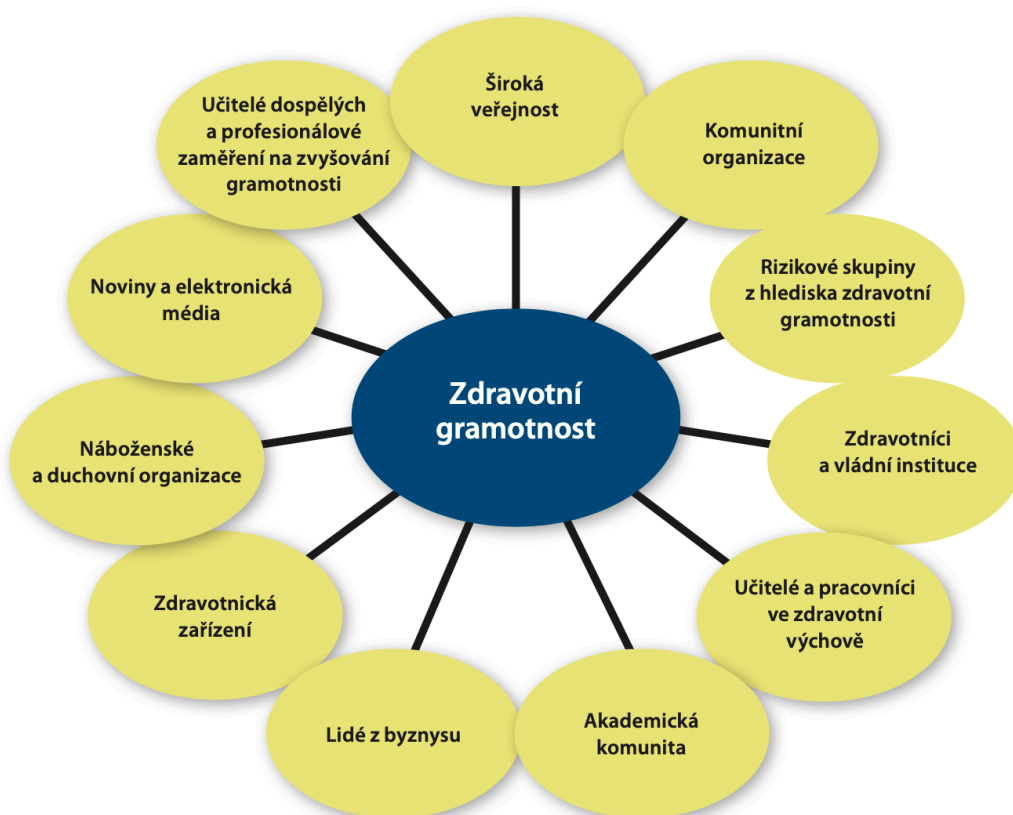 Široká
veřejnost
Komunitní
organizace
Rizikové skupiny
z hlediska zdravotní
gramotnosti
Zdravotníci
a vládní instituce
Učitelé a pracovníci
ve zdravotní
výchově
Akademická
komunita
Lidé z byznysu
Zdravotnická
zařízení
Náboženské
a duchovní organizace
Noviny a elektronická
média
Učitelé dospělých
a profesionálové
zaměření na zvyšování
gramotnosti
Zdravotní
gramotnost